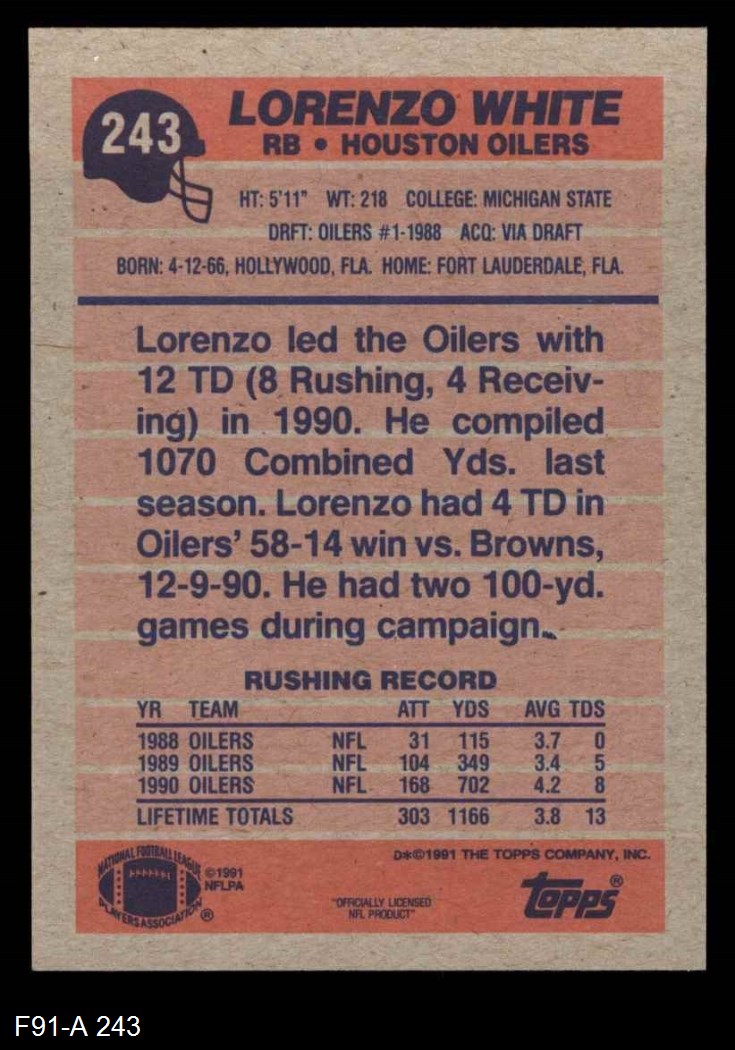 243
LORENZO WHITE
RB • HOUSTON OILERS
HT: 5'11" WT: 218 COLLEGE: MICHIGAN STATE
DRFT: OILERS #1-1988 ACQ: VIA DRAFT
BORN: 4-12-66, HOLLYWOOD, FLA. HOME: FORT LAUDERDALE, FLA.
Lorenzo led the Oilers with
12 TD (8 Rushing, 4 Receiv-
ing) in 1990. He compiled
1070 Combined Yds. last
season. Lorenzo had 4 TD in
Oilers' 58-14 win vs. Browns,
12-9-90. He had two 100-yd.
games during campaign.
RUSHING RECORD
YR TEAM ATT YDS AVG TDS
1988 OILERS NFL 31 115 3.7 0
1989 OILERS NFL 104 349 3.4 5
1990 OILERS NFL 168 702 4.2 8
LIFETIME TOTALS 303 1166 3.8 13
D*©1991 THE TOPPS COMPANY, INC.
NATIONAL FOOTBALL LEAGUE
PLAYERS ASSOCIATION ®
©1991
NFLPA
"OFFICIALLY LICENSED
NFL PRODUCT"
topps®
F91-A 243